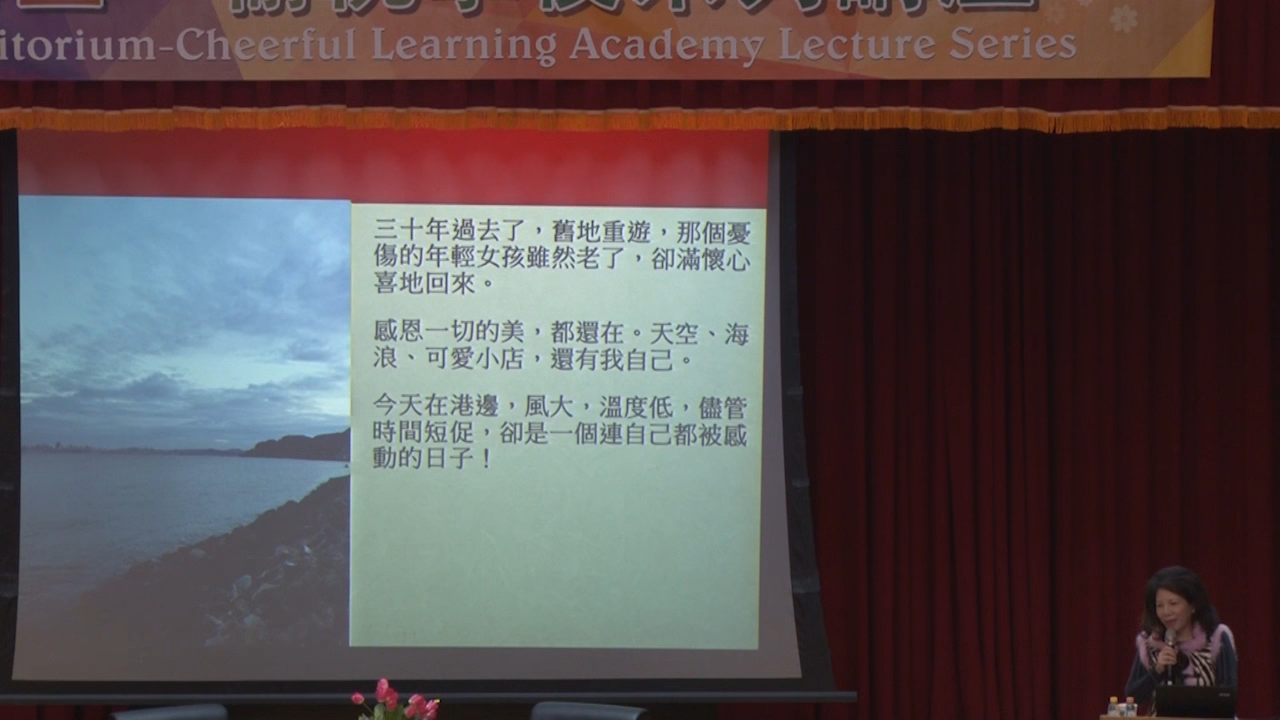 itorium-Cheerful Learning Academy Lecture Series
三十年過去了，舊地重遊，那個憂
傷的年輕女孩雖然老了，卻滿懷心
喜地回來。
感恩一切的美，都還在。天空、海
浪、可愛小店，還有我自己。
今天在港邊，風大，溫度低，儘管
時間短促，卻是一個連自己都被感
動的日子！